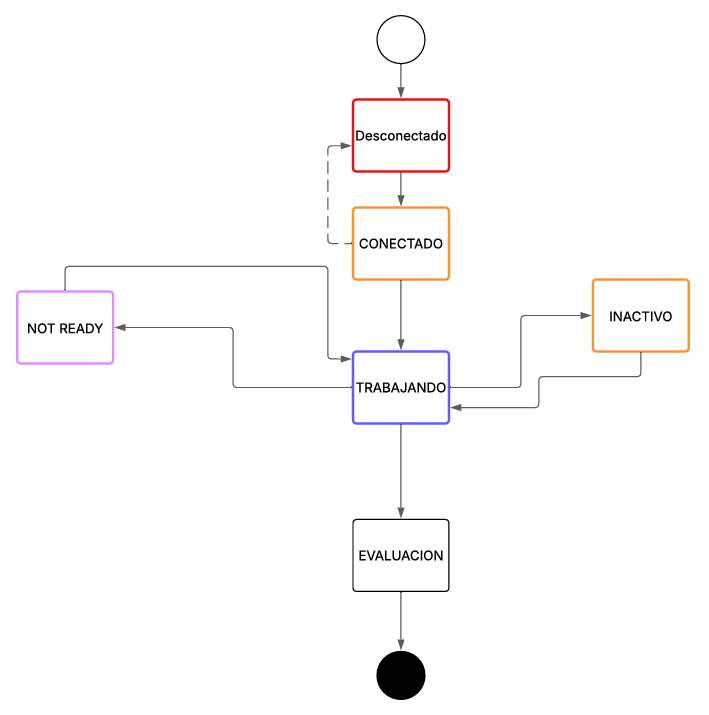 Desconectado
CONECTADO
NOT READY
INACTIVO
TRABAJANDO
EVALUACION